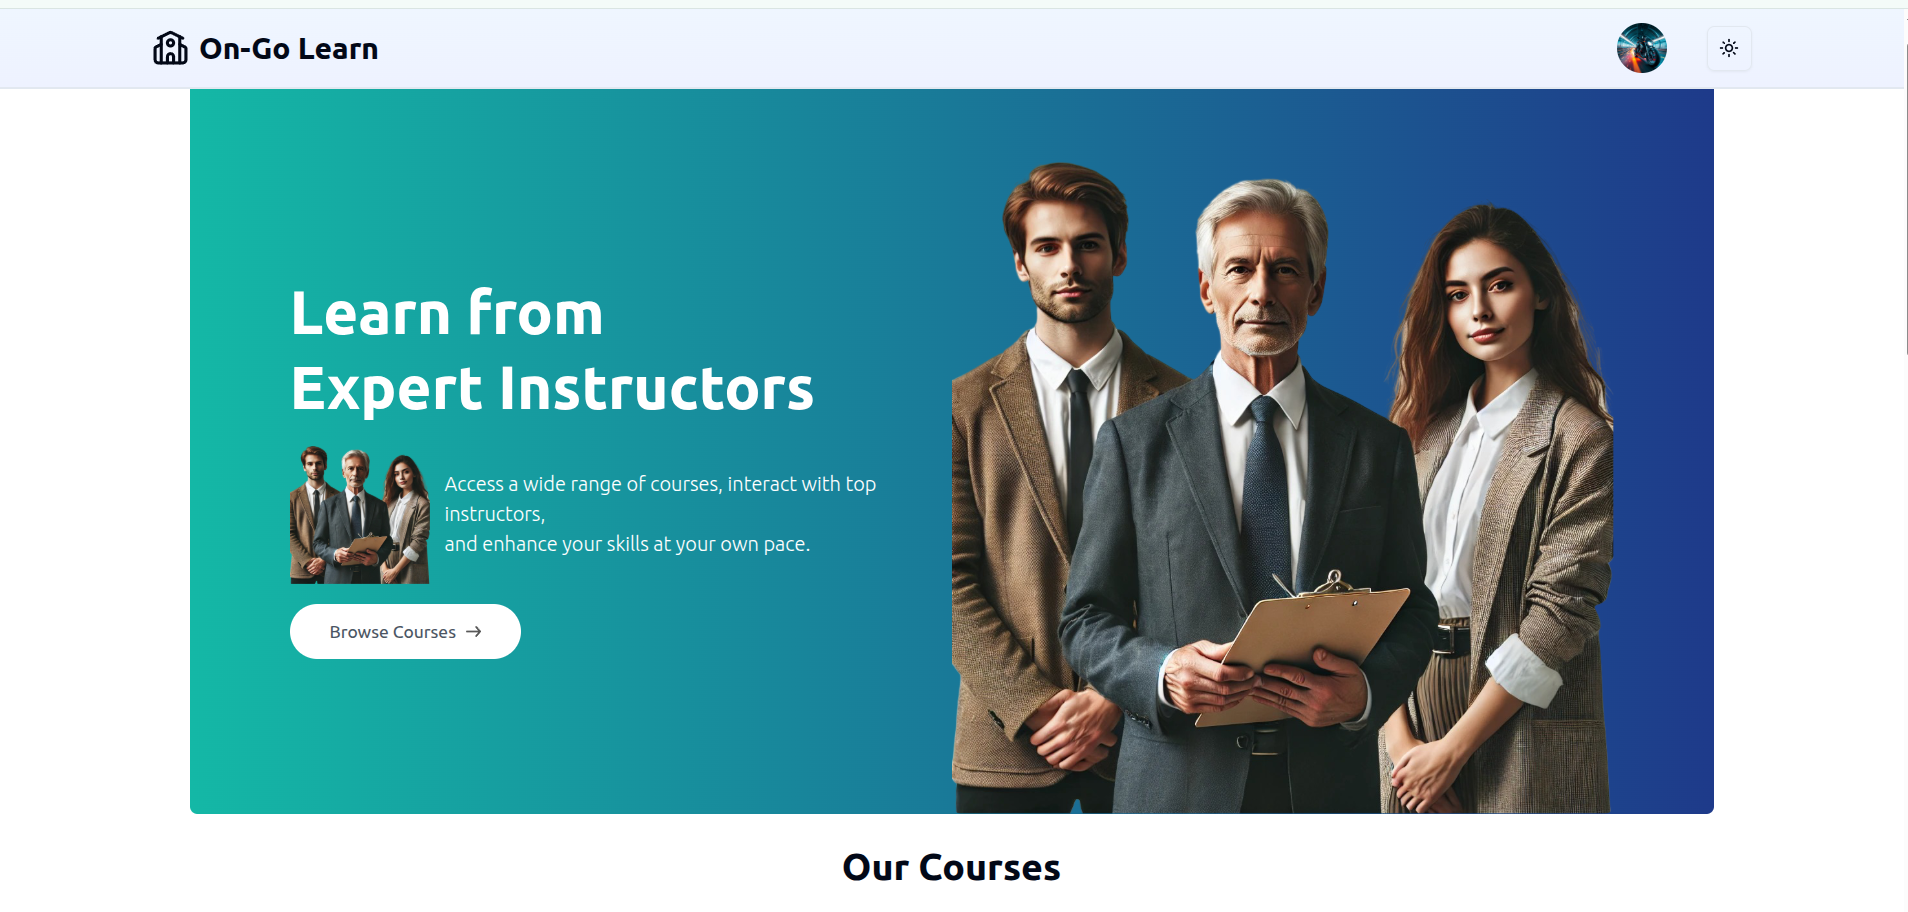 On-Go Learn
Learn from
Expert Instructors
Access a wide range of courses, interact with top
instructors,
and enhance your skills at your own pace.
Browse Courses →
Our Courses